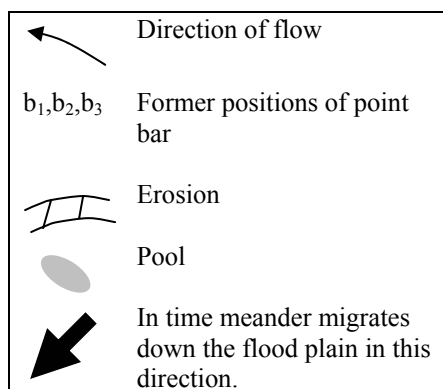 Direction of flow
b₁,b₂,b₃ Former positions of point
bar
Erosion
Pool
In time meander migrates
down the flood plain in this
direction.